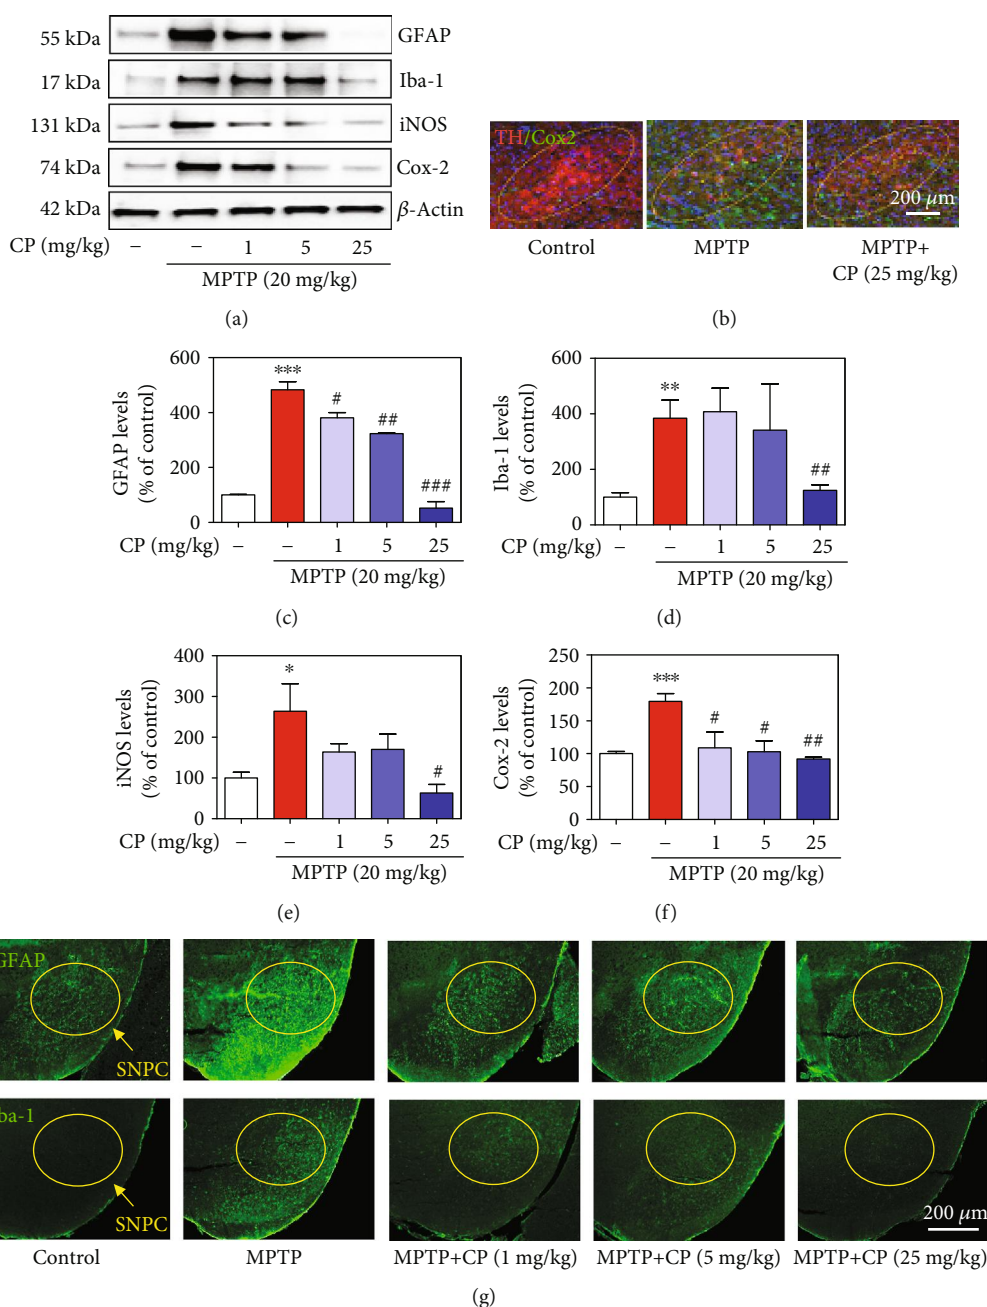 55 kDa GFAP
17 kDa Iba-1
131 kDa iNOS
74 kDa Cox-2
42 kDa β-Actin
CP (mg/kg) – – 1 5 25
MPTP (20 mg/kg)
(a)
TH/Cox2
200 μm
Control MPTP MPTP+
CP (25 mg/kg)
(b)
GFAP levels
(% of control)
600
400
200
100
0
*** # ## ###
CP (mg/kg) – – 1 5 25
MPTP (20 mg/kg)
(c)
Iba-1 levels
(% of control)
600
400
200
100
0
** ##
CP (mg/kg) – – 1 5 25
MPTP (20 mg/kg)
(d)
iNOS levels
(% of control)
400
300
200
100
0
* #
CP (mg/kg) – – 1 5 25
MPTP (20 mg/kg)
(e)
Cox-2 levels
(% of control)
250
200
150
100
50
0
*** # # ##
CP (mg/kg) – – 1 5 25
MPTP (20 mg/kg)
(f)
GFAP
SNPC
ba-1
SNPC
200 μm
Control MPTP MPTP+CP (1 mg/kg) MPTP+CP (5 mg/kg) MPTP+CP (25 mg/kg)
(g)